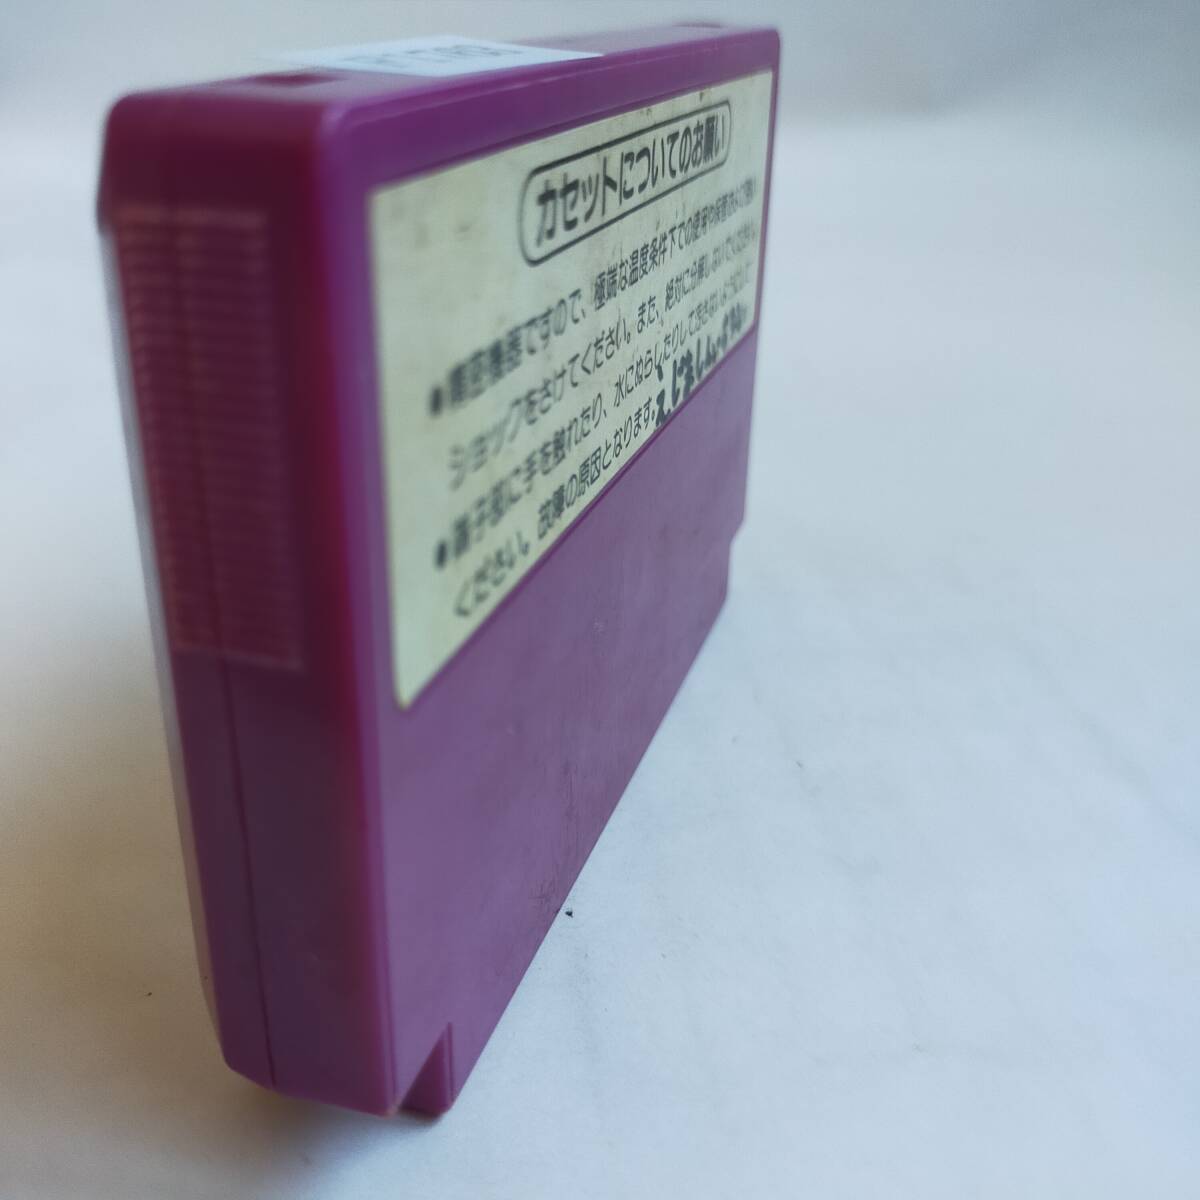 カセットについてのお願い
●精密機器ですので、極端な温度条件下での使用や保管および強い
ショックをさけてください。また、絶対に分解しないでください。
●端子部に手を触れたり、水にぬらしたりして汚さないようにして
ください。故障の原因となります。